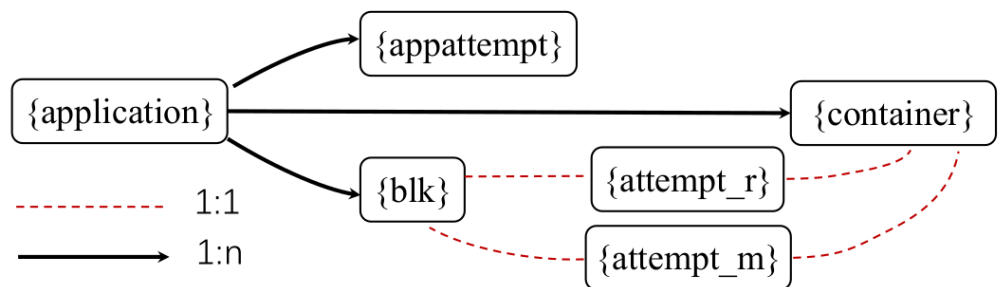 {appattempt}
{application}
{container}
{blk}
{attempt_r}
1:1
{attempt_m}
1:n